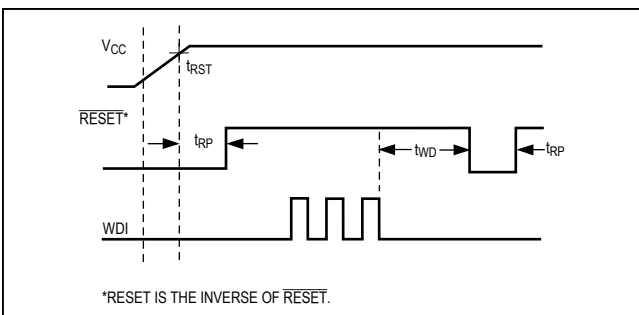 VCC
tRST
RESET*
tRP
tWD
tRP
WDI
*RESET IS THE INVERSE OF RESET.